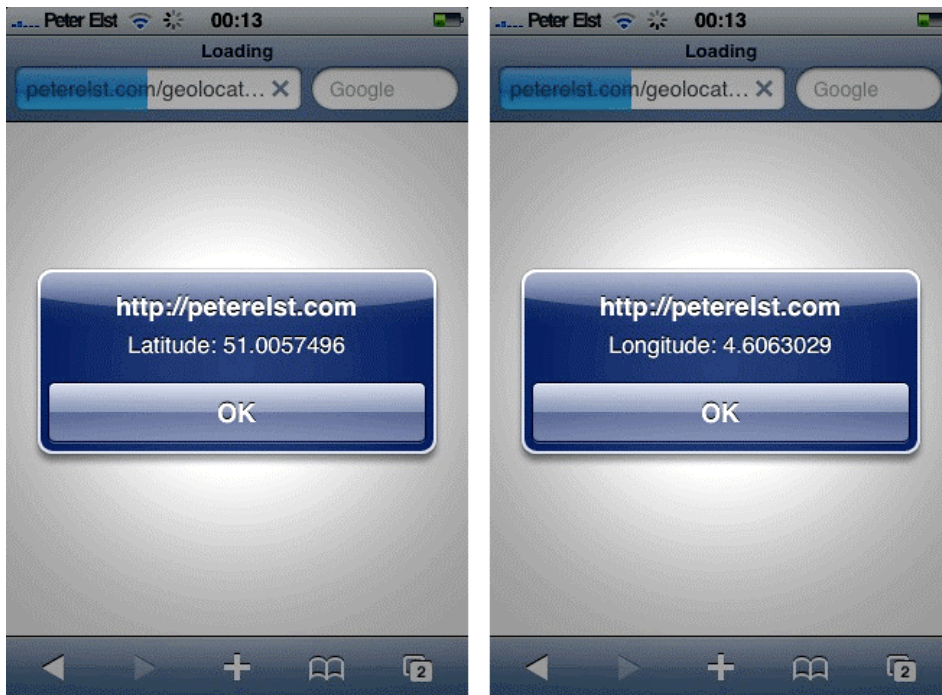 Peter Elst 00:13
Loading
peterelst.com/geolocat... Google
http://peterelst.com
Latitude: 51.0057496
OK
2
Peter Elst 00:13
Loading
peterelst.com/geolocat... Google
http://peterelst.com
Longitude: 4.6063029
OK
2